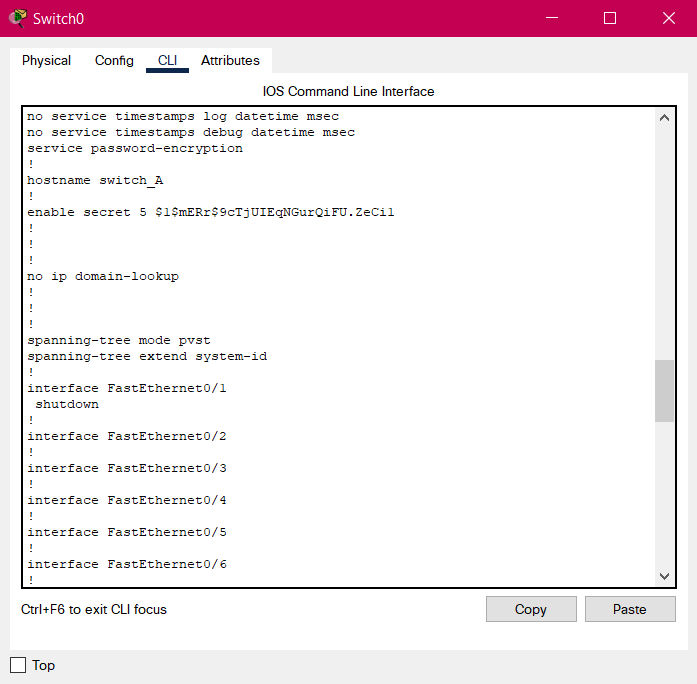 Switch0
Physical Config CLI Attributes
IOS Command Line Interface
no service timestamps log datetime msec
no service timestamps debug datetime msec
service password-encryption
!
hostname switch_A
!
enable secret 5 $1$mERr$9cTjUIEqNGurQiFU.ZeCi1
!
!
!
no ip domain-lookup
!
!
!
spanning-tree mode pvst
spanning-tree extend system-id
!
interface FastEthernet0/1
 shutdown
!
interface FastEthernet0/2
!
interface FastEthernet0/3
!
interface FastEthernet0/4
!
interface FastEthernet0/5
!
interface FastEthernet0/6
!
Ctrl+F6 to exit CLI focus
Copy Paste
Top